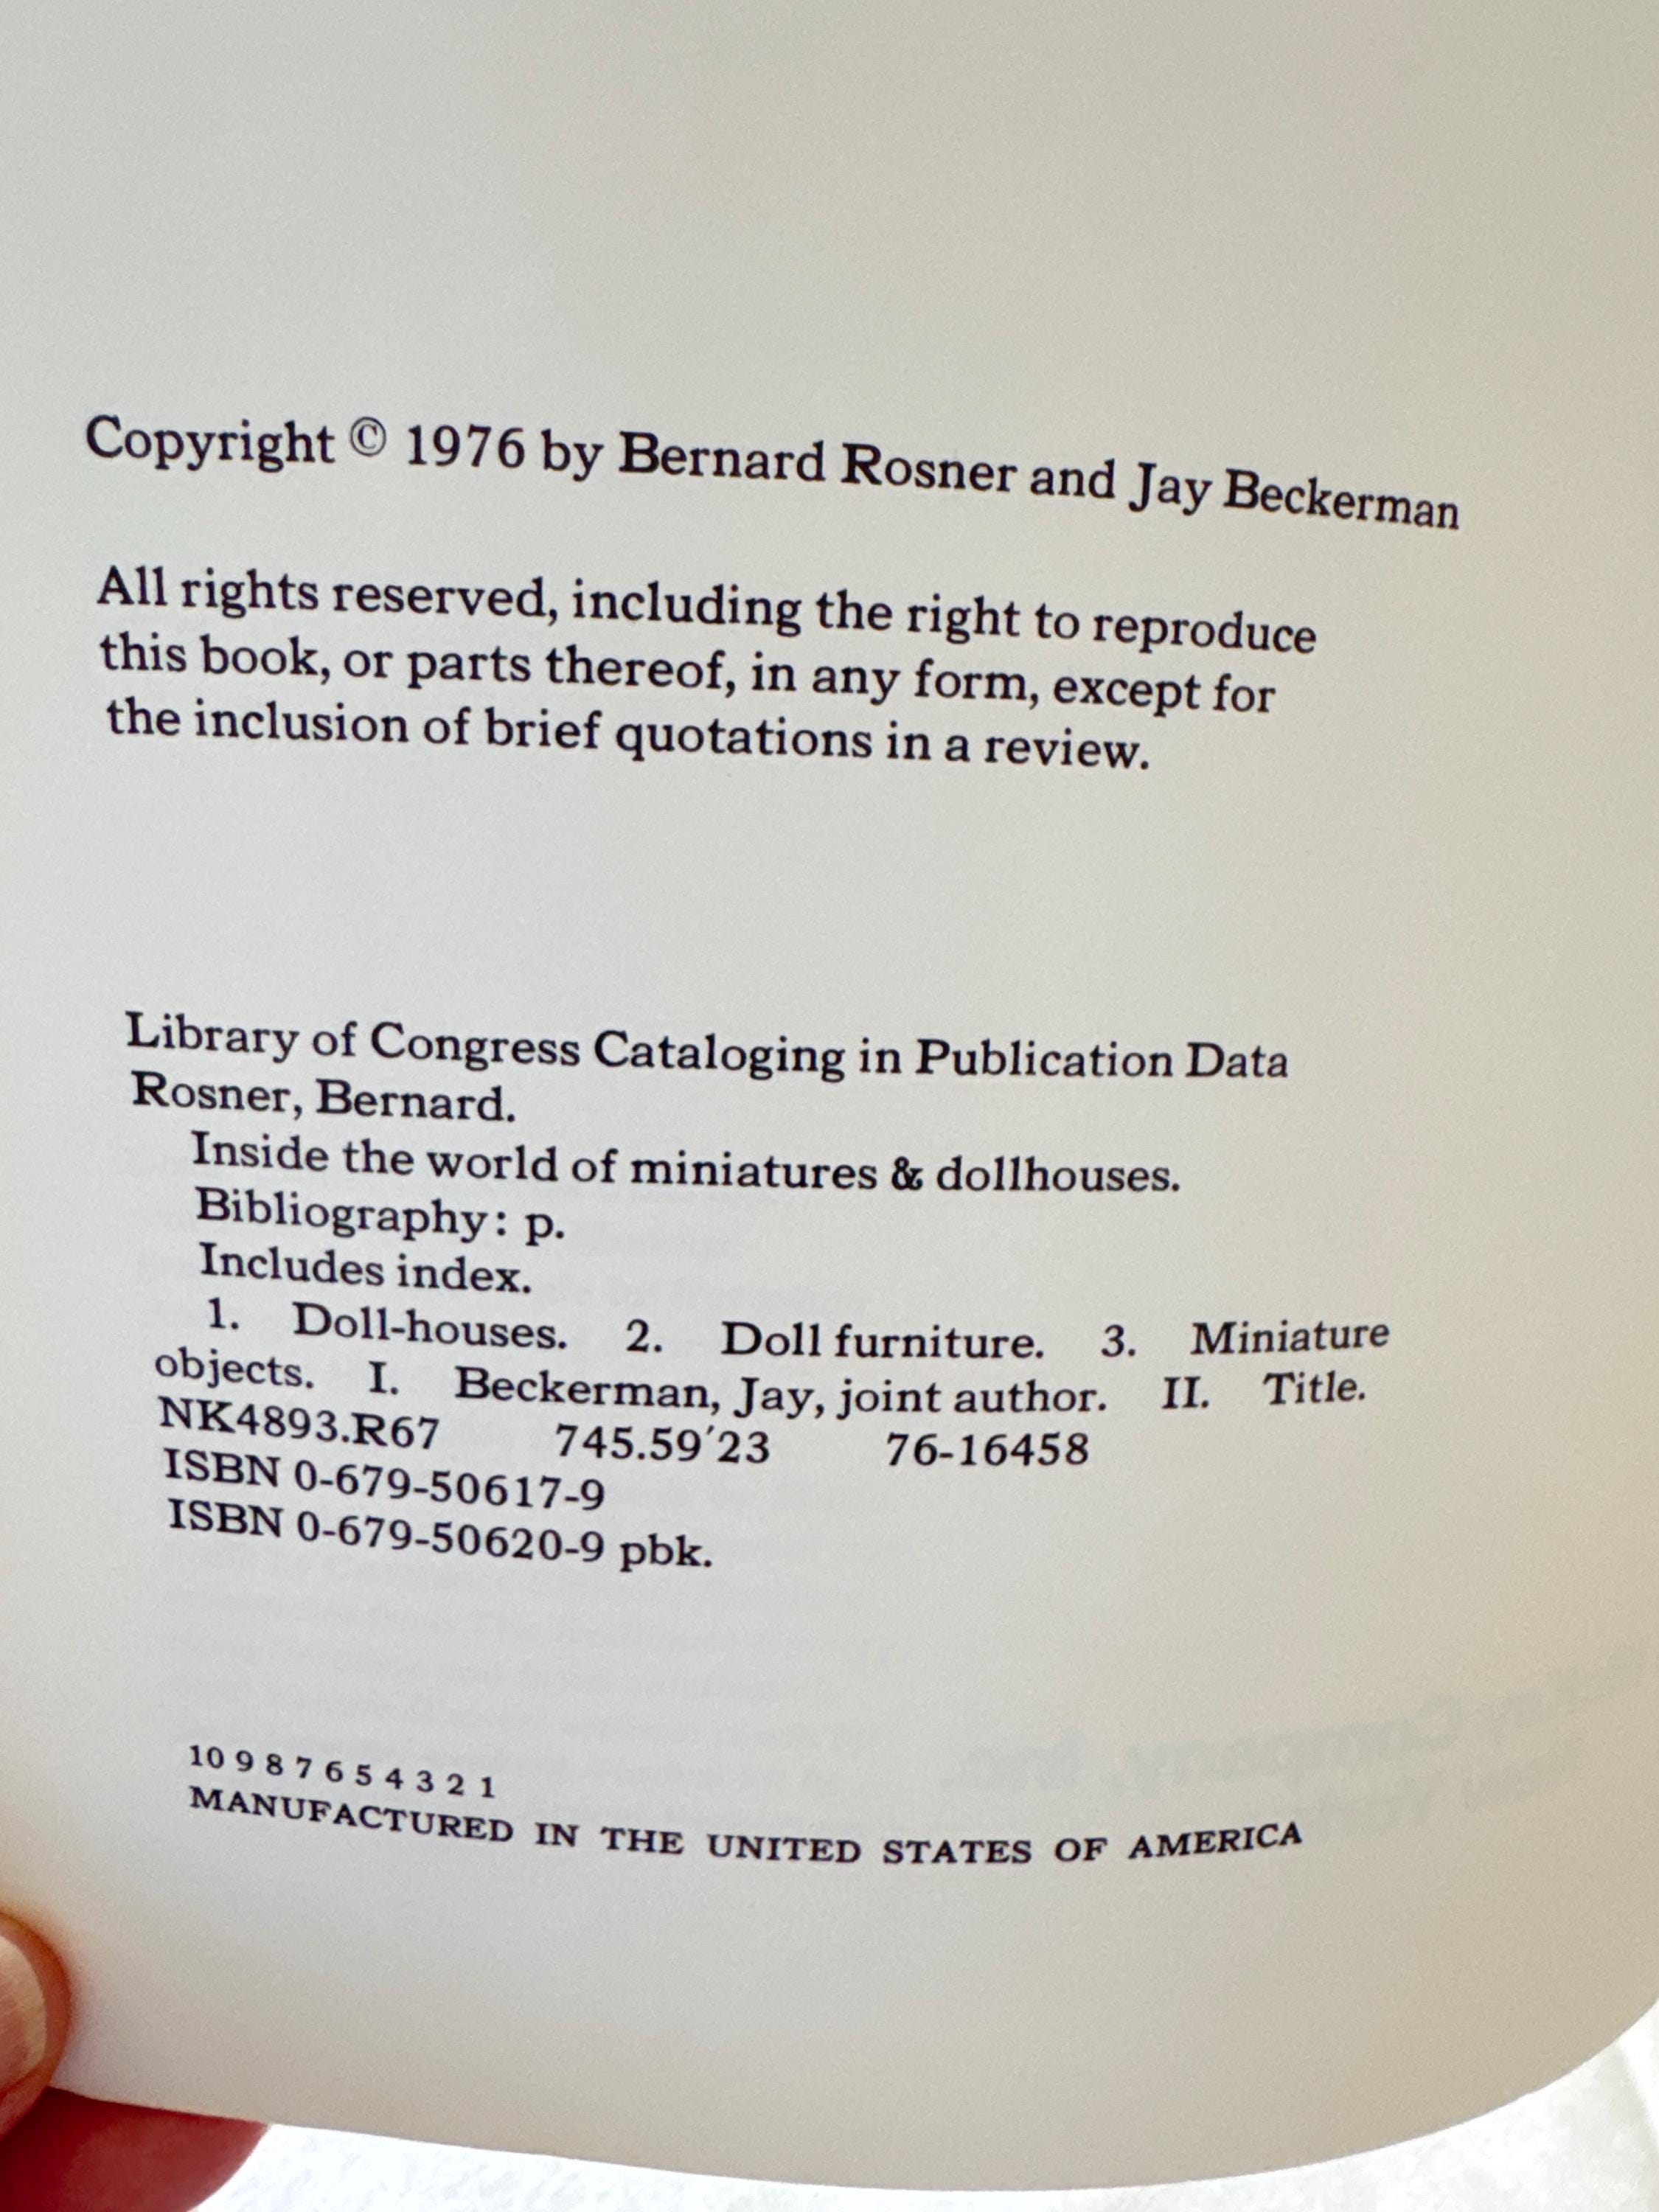 Copyright © 1976 by Bernard Rosner and Jay Beckerman
All rights reserved, including the right to reproduce
this book, or parts thereof, in any form, except for
the inclusion of brief quotations in a review.
Library of Congress Cataloging in Publication Data
Rosner, Bernard.
Inside the world of miniatures & dollhouses.
Bibliography: p.
Includes index.
1. Doll-houses. 2. Doll furniture. 3. Miniature
objects. I. Beckerman, Jay, joint author. II. Title.
NK4893.R67 745.59′23 76-16458
ISBN 0-679-50617-9
ISBN 0-679-50620-9 pbk.
10 9 8 7 6 5 4 3 2 1
MANUFACTURED IN THE UNITED STATES OF AMERICA